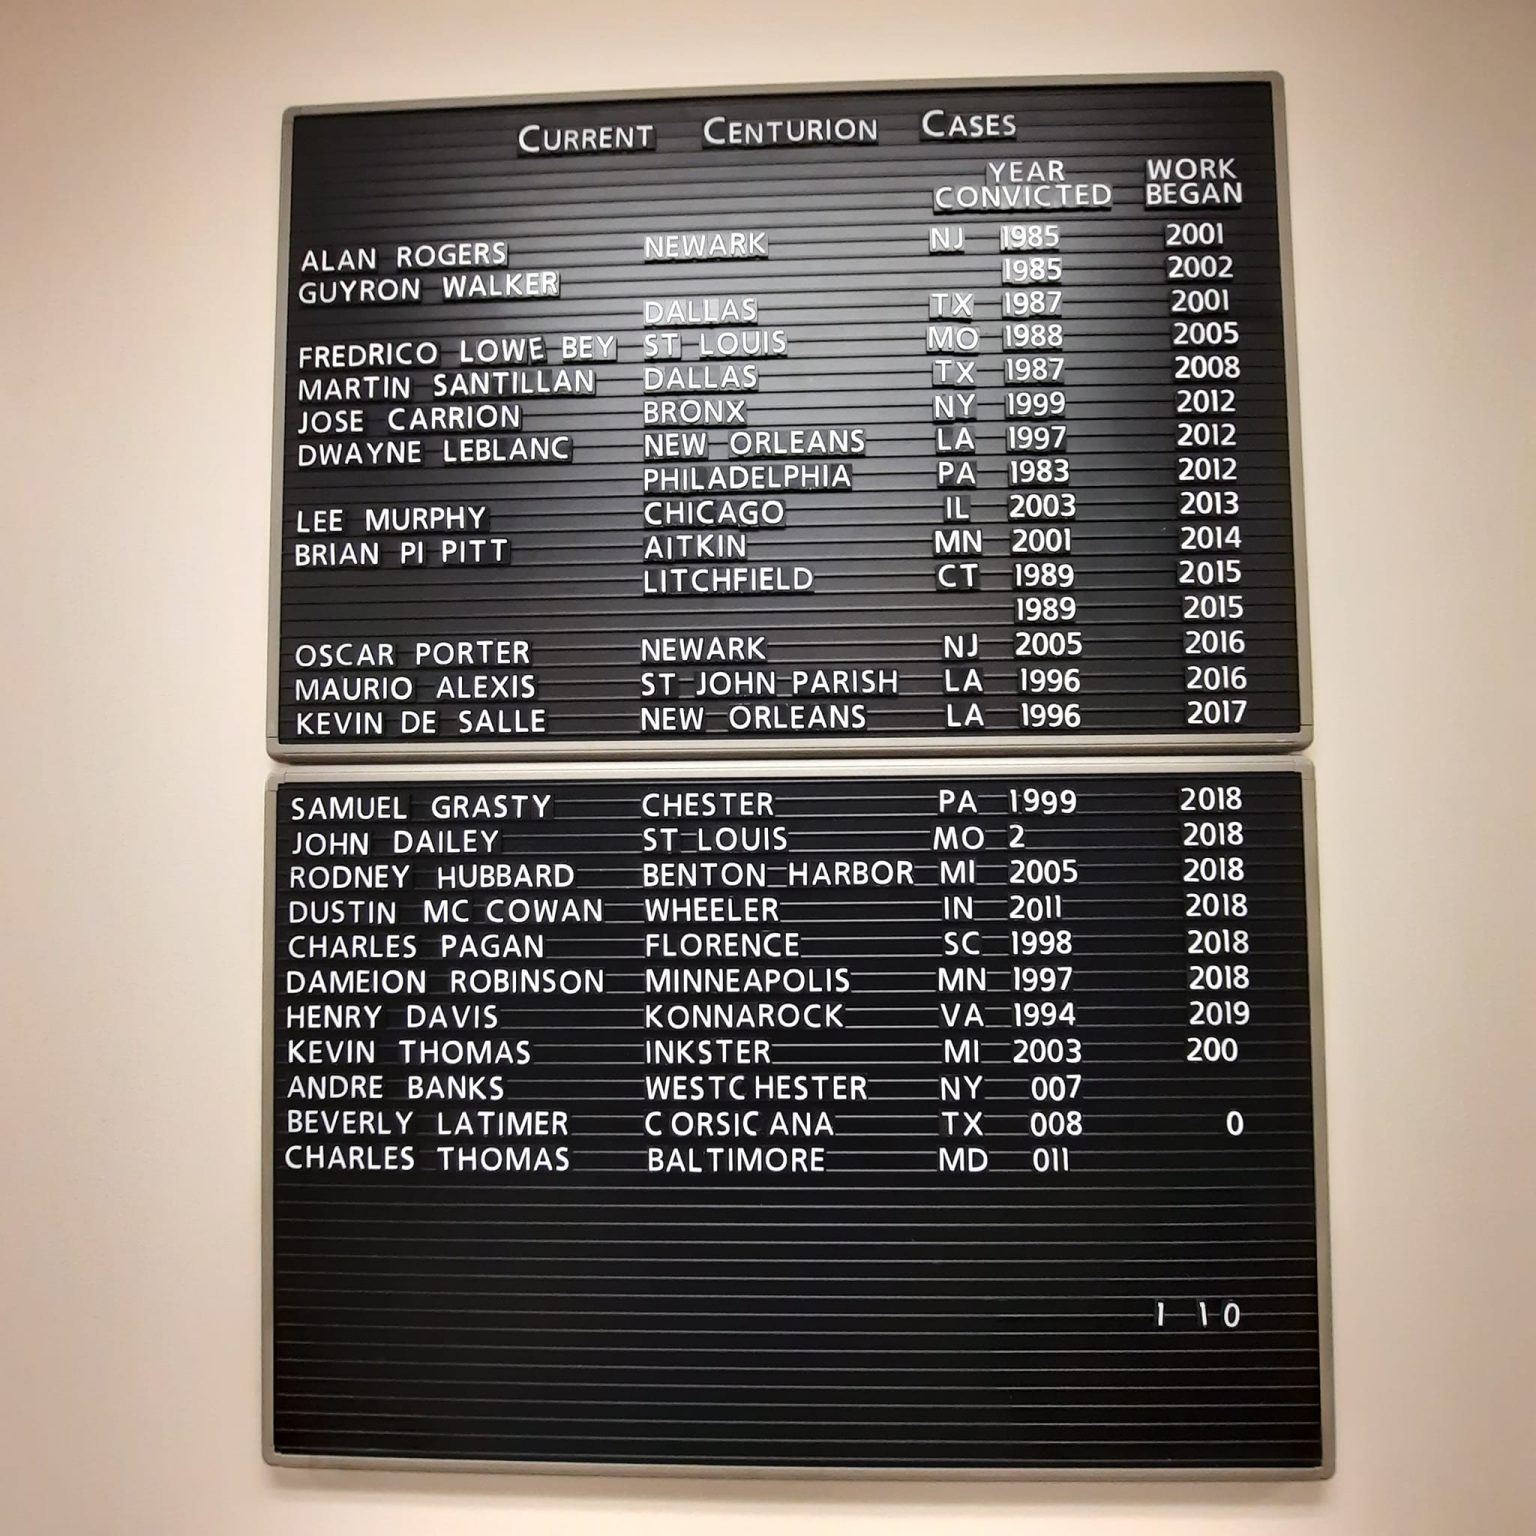 CURRENT CENTURION CASES
YEAR CONVICTED WORK BEGAN
ALAN ROGERS NEWARK NJ 1985 2001
GUYRON WALKER 1985 2002
DALLAS TX 1987 2001
FREDRICO LOWE BEY ST LOUIS MO 1988 2005
MARTIN SANTILLAN DALLAS TX 1987 2008
JOSE CARRION BRONX NY 1999 2012
DWAYNE LEBLANC NEW ORLEANS LA 1997 2012
PHILADELPHIA PA 1983 2012
LEE MURPHY CHICAGO IL 2003 2013
BRIAN PI PITT AITKIN MN 2001 2014
LITCHFIELD CT 1989 2015
1989 2015
OSCAR PORTER NEWARK NJ 2005 2016
MAURIO ALEXIS ST JOHN PARISH LA 1996 2016
KEVIN DE SALLE NEW ORLEANS LA 1996 2017
SAMUEL GRASTY CHESTER PA 1999 2018
JOHN DAILEY ST LOUIS MO 2 2018
RODNEY HUBBARD BENTON HARBOR MI 2005 2018
DUSTIN MC COWAN WHEELER IN 2011 2018
CHARLES PAGAN FLORENCE SC 1998 2018
DAMEION ROBINSON MINNEAPOLIS MN 1997 2018
HENRY DAVIS KONNAROCK VA 1994 2019
KEVIN THOMAS INKSTER MI 2003 200
ANDRE BANKS WESTC HESTER NY 007
BEVERLY LATIMER CORSIC ANA TX 008 0
CHARLES THOMAS BALTIMORE MD 011
1 1 0